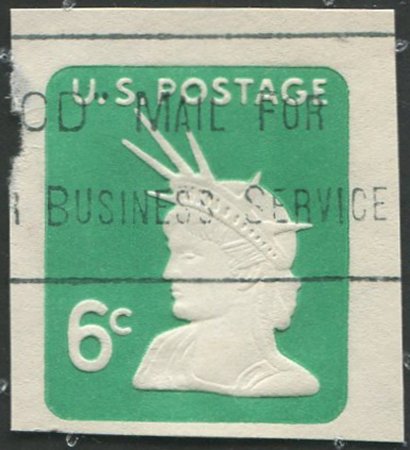 U.S. POSTAGE
OD" MAIL FOR
R BUSINESS SERVICE
6c